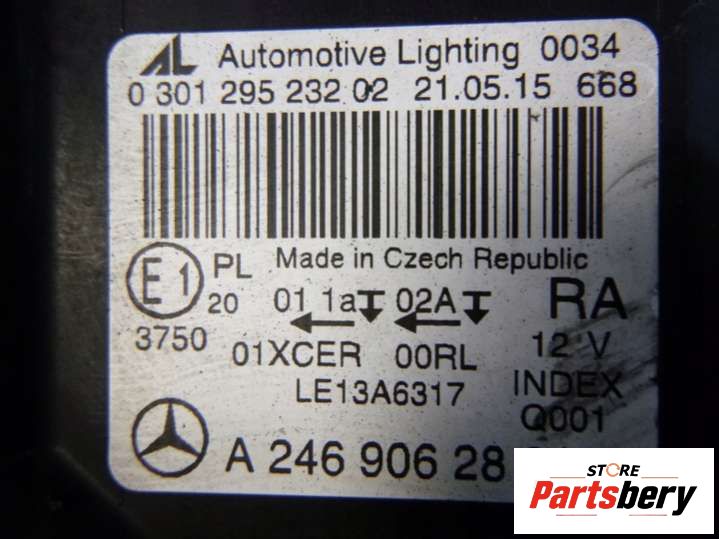 AL Automotive Lighting 0034
0 301 295 232 02 21.05.15 668
E1 PL Made in Czech Republic
20 01 1a 02A RA
3750 01XCER 00RL 12 V
LE13A6317 INDEX
Q001
A 246 906 28
STORE
Partsbery